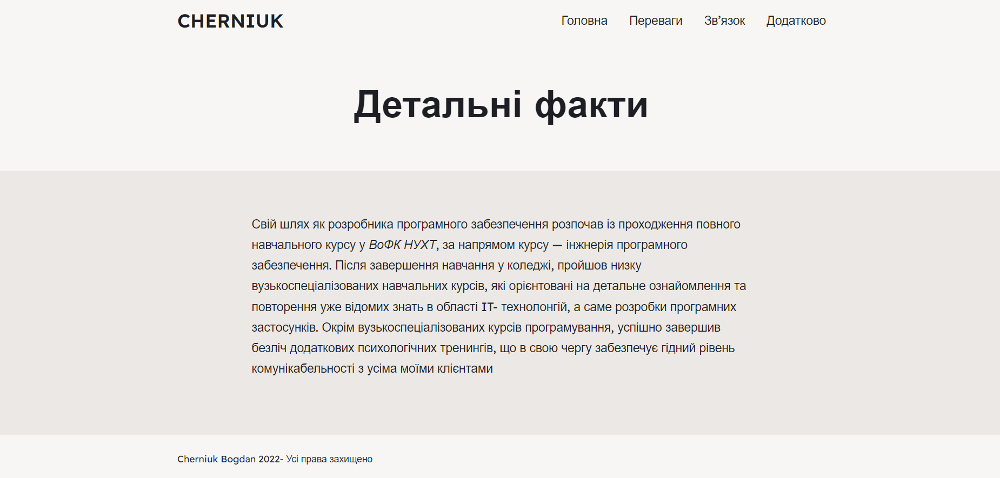 CHERNIUK
Головна Переваги Зв’язок Додатково
Детальні факти
Свій шлях як розробника програмного забезпечення розпочав із проходження повного
навчального курсу у ВоФК НУХТ, за напрямом курсу — інжнерія програмного
забезпечення. Після завершення навчання у коледжі, пройшов низку
вузькоспеціалізованих навчальних курсів, які орієнтовані на детальне ознайомлення та
повторення уже відомих знать в області IT- технолонгій, а саме розробки програмних
застосунків. Окрім вузькоспеціалізованих курсів програмування, успішно завершив
безліч додаткових психологічних тренингів, що в свою чергу забезпечує гідний рівень
комунікабельності з усіма моїми клієнтами
Cherniuk Bogdan 2022- Усі права захищено